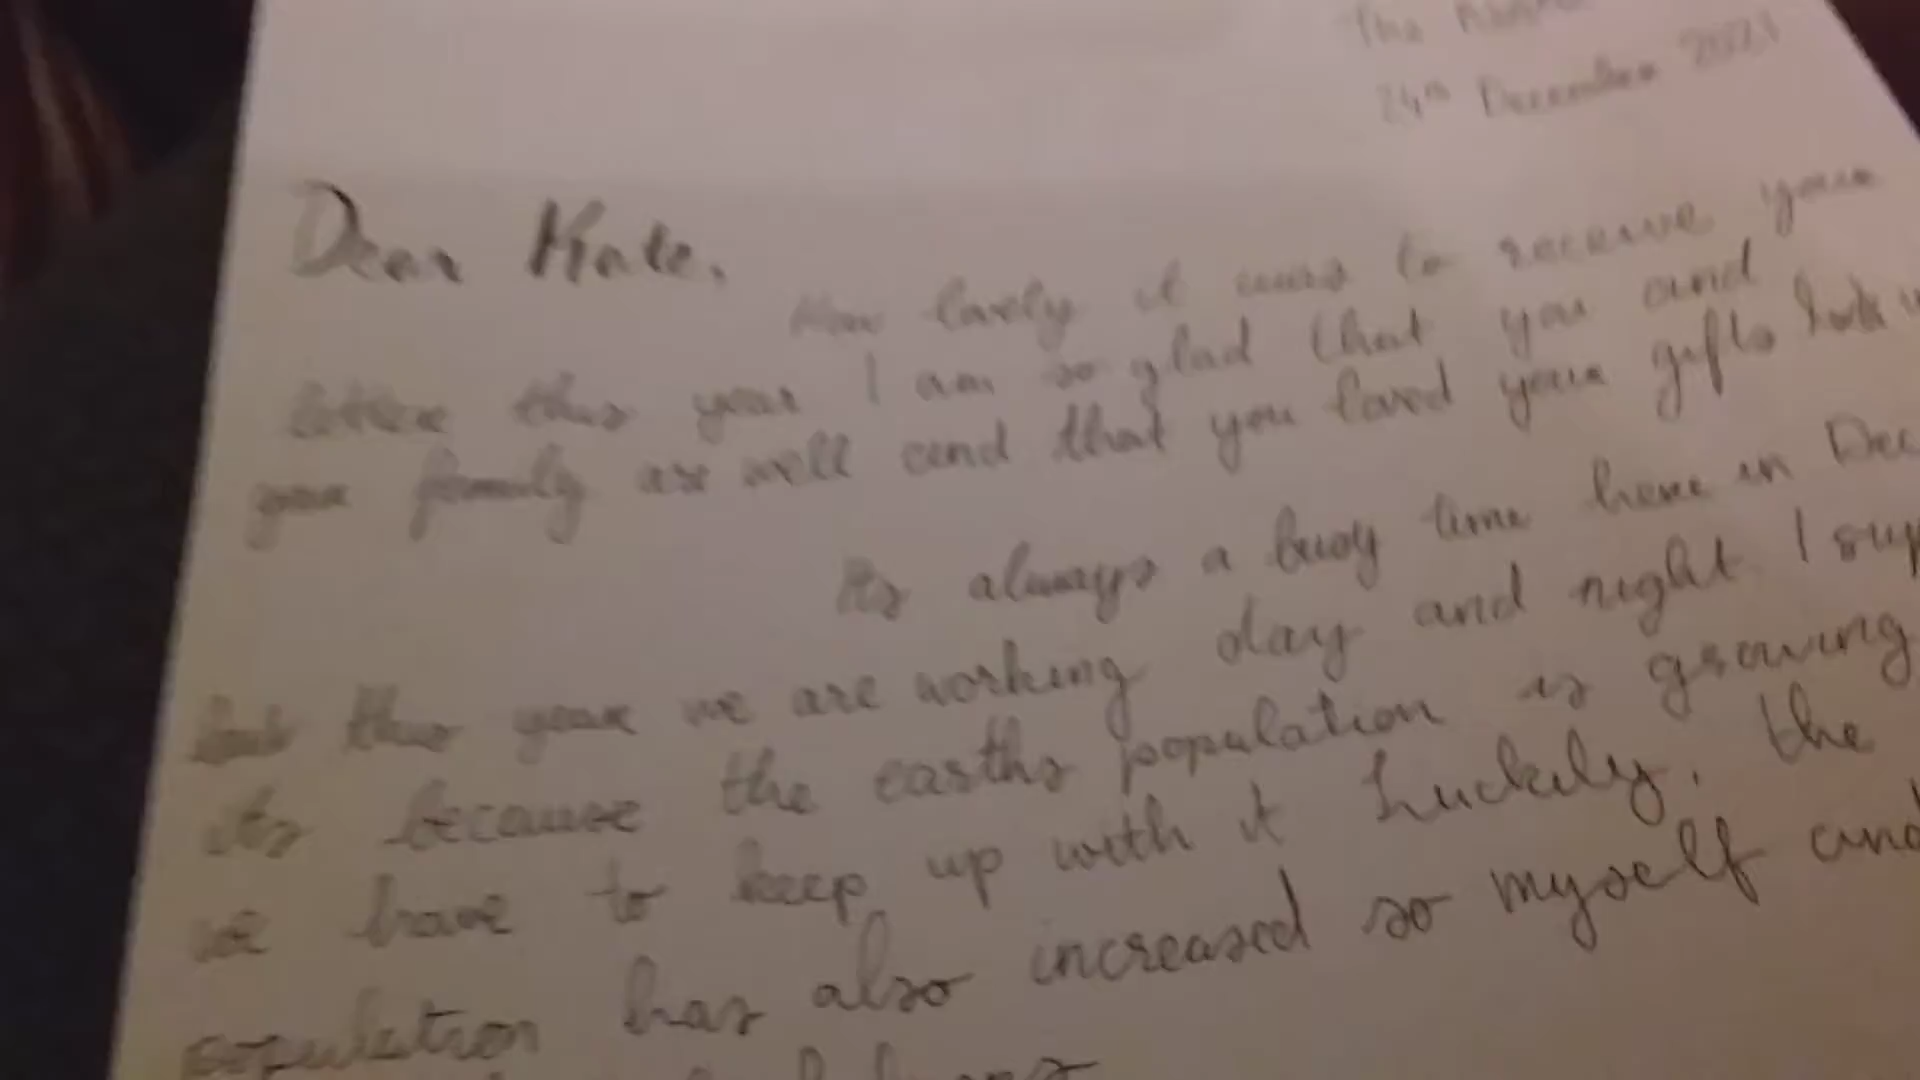 The
24th December 2021
Dear Kate,
How lovely it was to receive your
letter this year I am so glad that you and
your family are well and that you loved your gifts
Its always a busy time here in Dec
but this year we are working day and night. I sup
its because the earths population is growing
we have to keep up with it Luckily, the
population has also increased so myself and